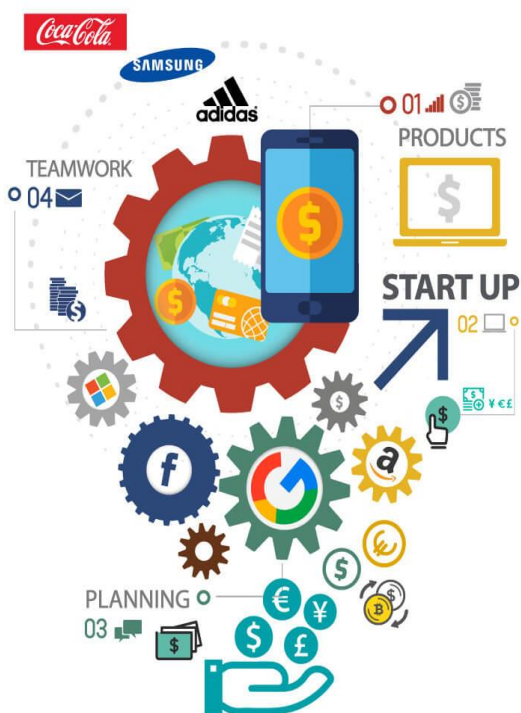 Coca-Cola
SAMSUNG
adidas
01
PRODUCTS
TEAMWORK
04
START UP
02
PLANNING
03